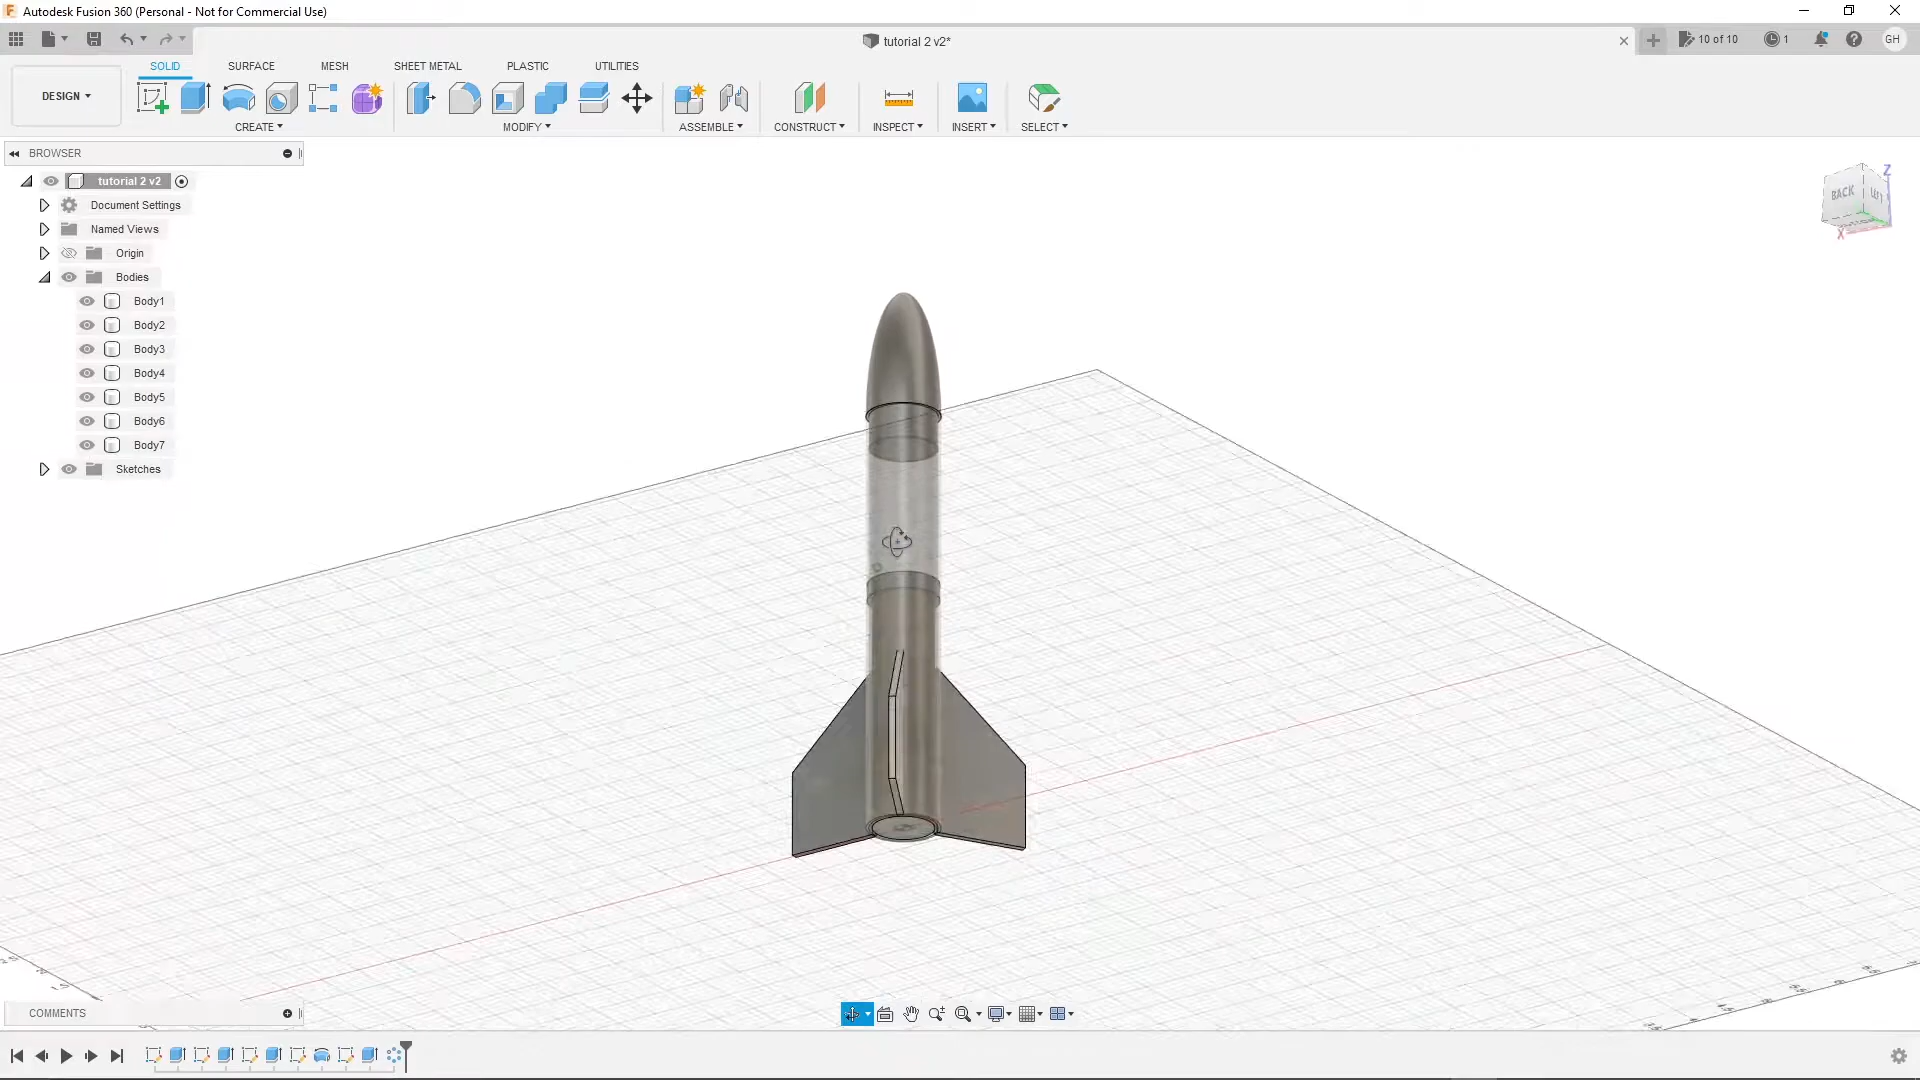 Autodesk Fusion 360 (Personal - Not for Commercial Use)
tutorial 2 v2*
10 of 10
1
GH
DESIGN
SOLID
SURFACE
MESH
SHEET METAL
PLASTIC
UTILITIES
CREATE
MODIFY
ASSEMBLE
CONSTRUCT
INSPECT
INSERT
SELECT
BROWSER
tutorial 2 v2
Document Settings
Named Views
Origin
Bodies
Body1
Body2
Body3
Body4
Body5
Body6
Body7
Sketches
Z
BACK
X
COMMENTS